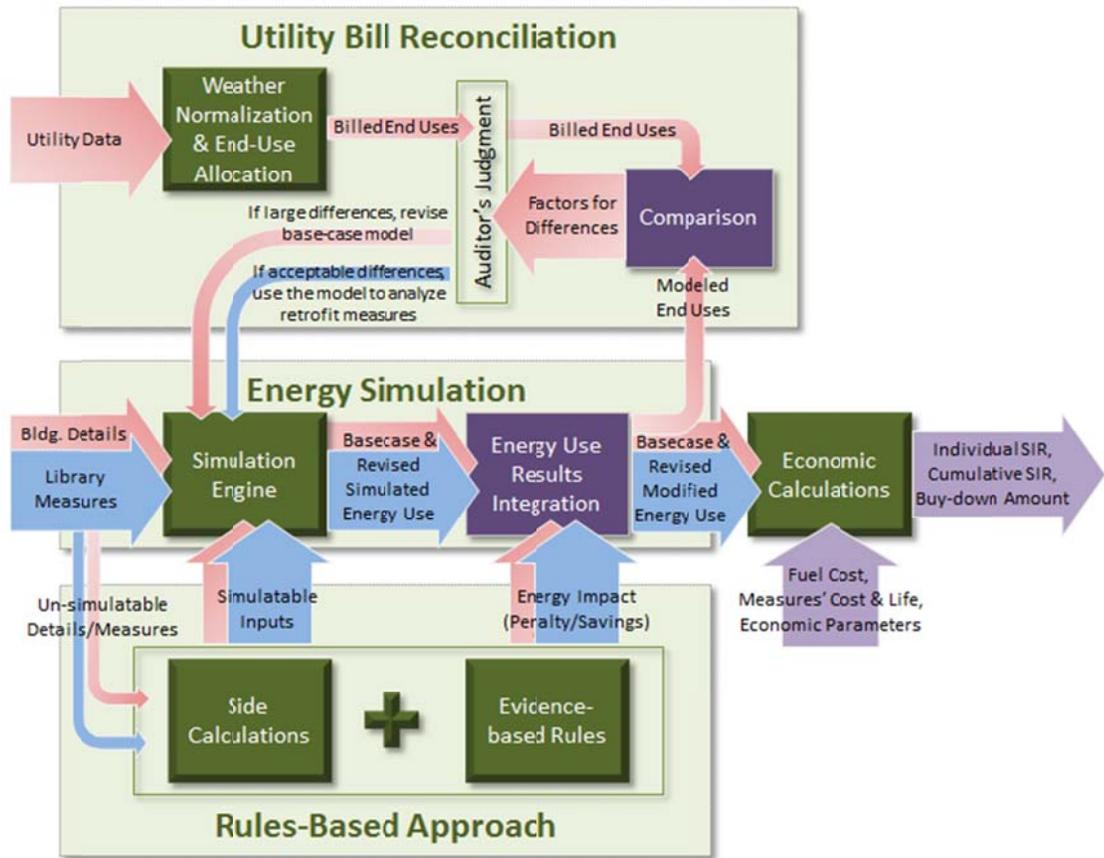 Utility Bill Reconciliation
Utility Data
Weather
Normalization
& End-Use
Allocation
Billed End Uses
Auditor's Judgment
Billed End Uses
Factors for
Differences
Comparison
If large differences, revise
base-case model
If acceptable differences,
use the model to analyze
retrofit measures
Modeled
End Uses
Energy Simulation
Bldg. Details
Library
Measures
Simulation
Engine
Basecase &
Revised
Simulated
Energy Use
Energy Use
Results
Integration
Basecase &
Revised
Modified
Energy Use
Economic
Calculations
Individual SIR,
Cumulative SIR,
Buy-down Amount
Un-simulatable
Details/Measures
Simulatable
Inputs
Energy Impact
(Penalty/Savings)
Fuel Cost,
Measures' Cost & Life,
Economic Parameters
Side
Calculations
Evidence-
based Rules
Rules-Based Approach